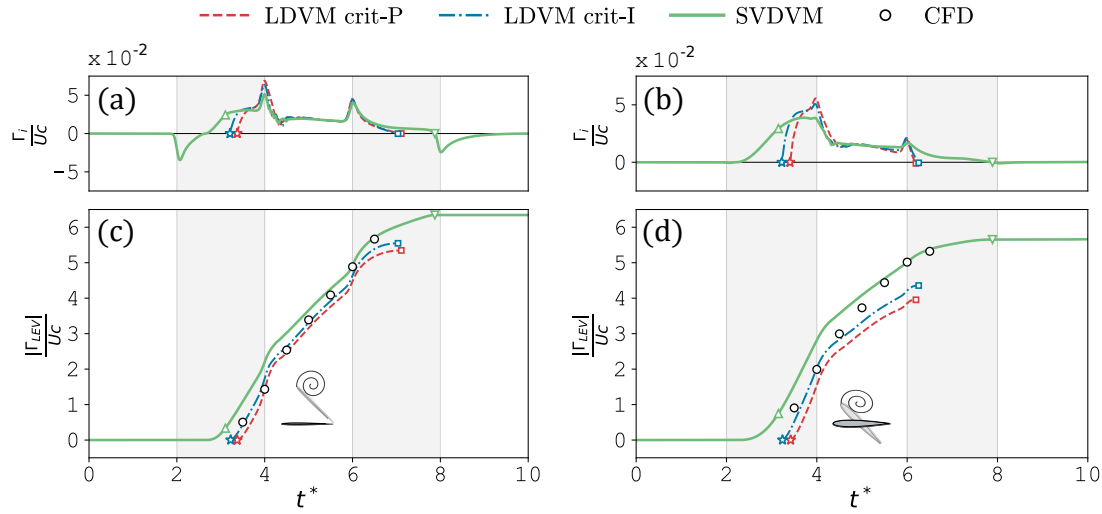 LDVM crit-P LDVM crit-I SVDVM CFD
x 10⁻² x 10⁻²
(a) (b)
5 0 −5
5 0
Γᵢ/Uc Γᵢ/Uc
(c) (d)
6 5 4 3 2 1 0
6 5 4 3 2 1 0
|Γ_LEV|/Uc |Γ_LEV|/Uc
0 2 4 6 8 10 0 2 4 6 8 10
t* t*